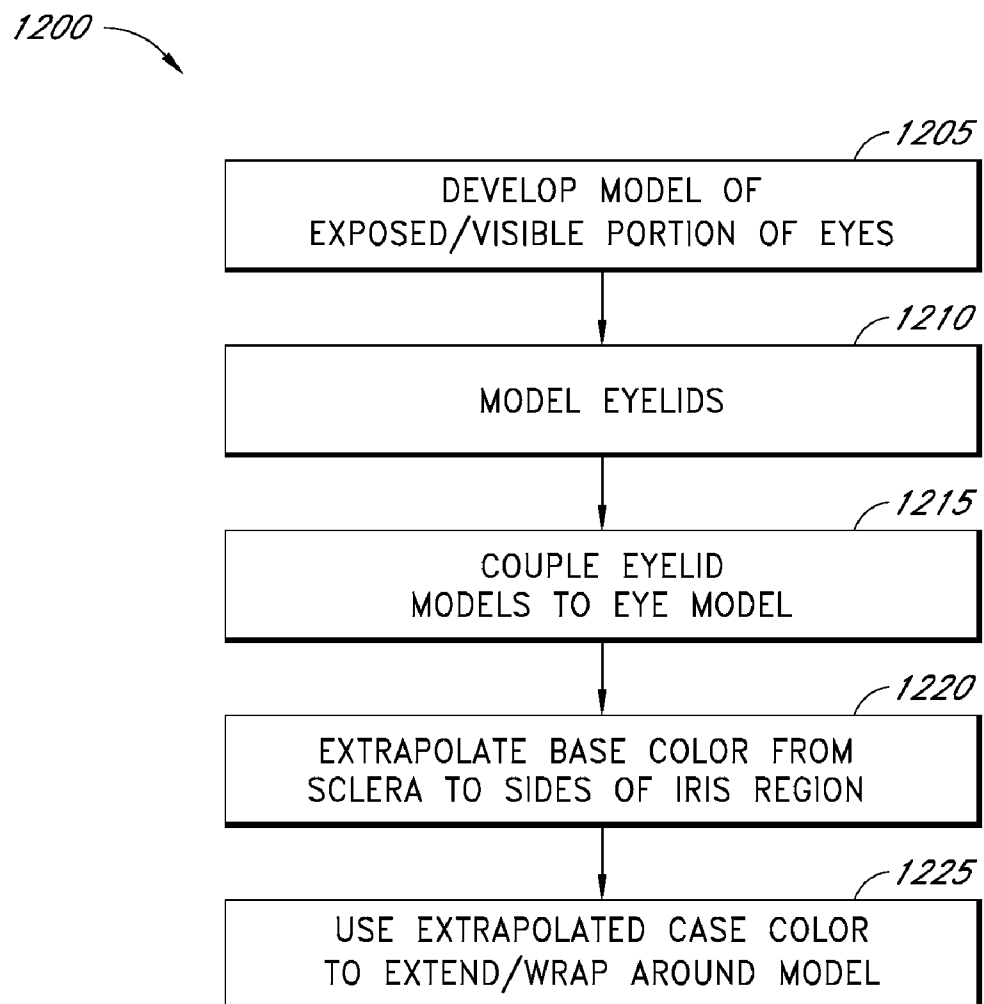 1200
1205
DEVELOP MODEL OF
EXPOSED/VISIBLE PORTION OF EYES
1210
MODEL EYELIDS
1215
COUPLE EYELID
MODELS TO EYE MODEL
1220
EXTRAPOLATE BASE COLOR FROM
SCLERA TO SIDES OF IRIS REGION
1225
USE EXTRAPOLATED CASE COLOR
TO EXTEND/WRAP AROUND MODEL